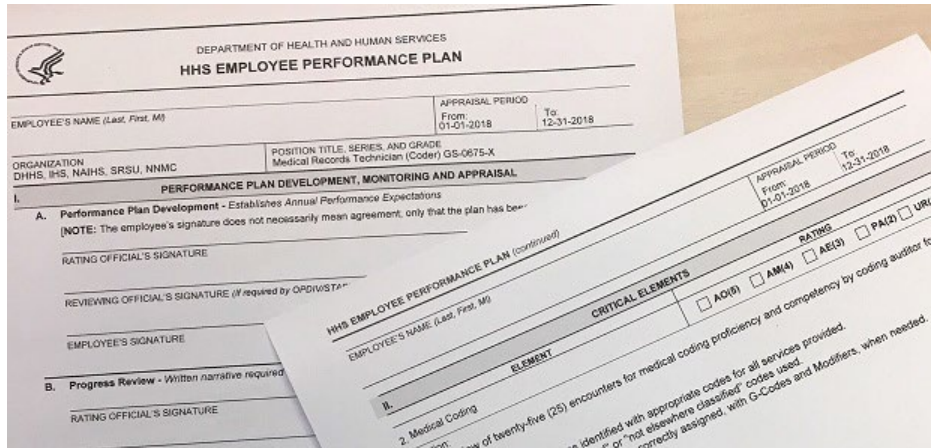 DEPARTMENT OF HEALTH AND HUMAN SERVICES
HHS EMPLOYEE PERFORMANCE PLAN
EMPLOYEE'S NAME (Last, First, MI)
APPRAISAL PERIOD
From: To:
01-01-2018 12-31-2018
ORGANIZATION
DHHS, IHS, NAIHS, SRSU, NNMC
POSITION TITLE, SERIES, AND GRADE
Medical Records Technician (Coder) GS-0675-X
I. PERFORMANCE PLAN DEVELOPMENT, MONITORING AND APPRAISAL
A. Performance Plan Development - Establishes Annual Performance Expectations
[NOTE: The employee's signature does not necessarily mean agreement; only that the plan has been
RATING OFFICIAL'S SIGNATURE
REVIEWING OFFICIAL'S SIGNATURE (If required by OPDIV/STAF
EMPLOYEE'S SIGNATURE
B. Progress Review - Written narrative required
RATING OFFICIAL'S SIGNATURE
HHS EMPLOYEE PERFORMANCE PLAN (continued)
EMPLOYEE'S NAME (Last, First, MI)
APPRAISAL PERIOD
From: To:
01-01-2018 12-31-2018
II. CRITICAL ELEMENTS
ELEMENT RATING
AO(5) AM(4) AE(3) PA(2) UR(
2. Medical Coding
of twenty-five (25) encounters for medical coding proficiency and competency by coding auditor
identified with appropriate codes for all services provided.
or "not elsewhere classified" codes used.
correctly assigned, with G-Codes and Modifiers, when needed.